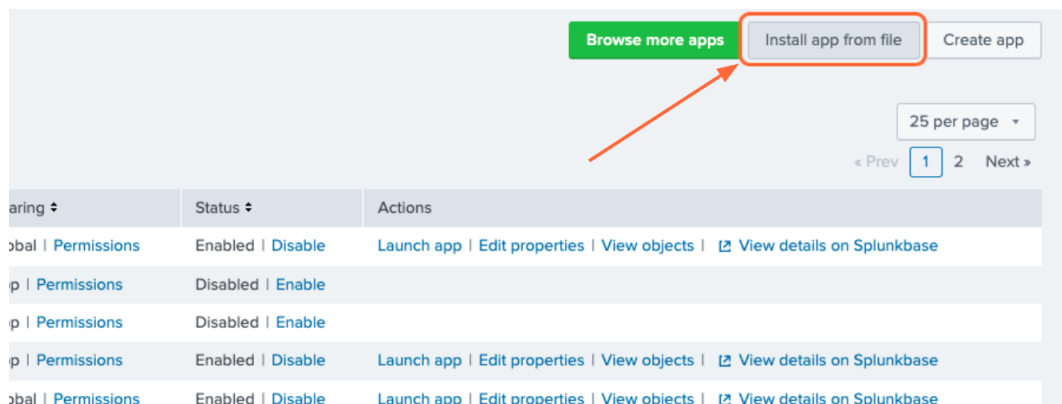 Browse more apps Install app from file Create app
25 per page
« Prev 1 2 Next »
aring Status Actions
obal | Permissions Enabled | Disable Launch app | Edit properties | View objects | View details on Splunkbase
p | Permissions Disabled | Enable
p | Permissions Disabled | Enable
p | Permissions Enabled | Disable Launch app | Edit properties | View objects | View details on Splunkbase
obal | Permissions Enabled | Disable Launch app | Edit properties | View objects | View details on Splunkbase